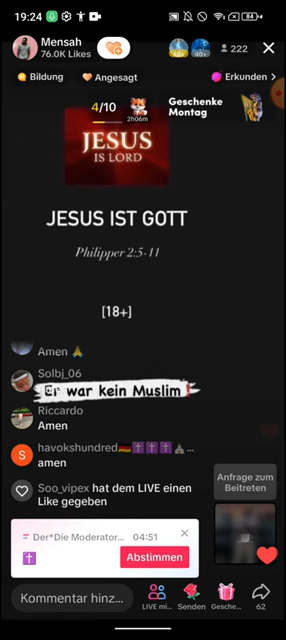 19:24
84
Mensah
76.0K Likes
40+
222
Bildung
Angesagt
Erkunden >
4/10
2h06m
Geschenke
Montag
JESUS
IS LORD
JESUS IST GOTT
Philipper 2:5-11
[18+]
Amen 🙏
Solbj_06
Er war kein Muslim❗
Riccardo
Amen
havokshundred🇩🇪✝️✝️✝️⛪...
amen
Soo_vipex hat dem LIVE einen
Like gegeben
Anfrage zum
Beitreten
Der*Die Moderator... 04:51
✝️
Abstimmen
Kommentar hinz...
LIVE mi...
Senden
Gesche...
62